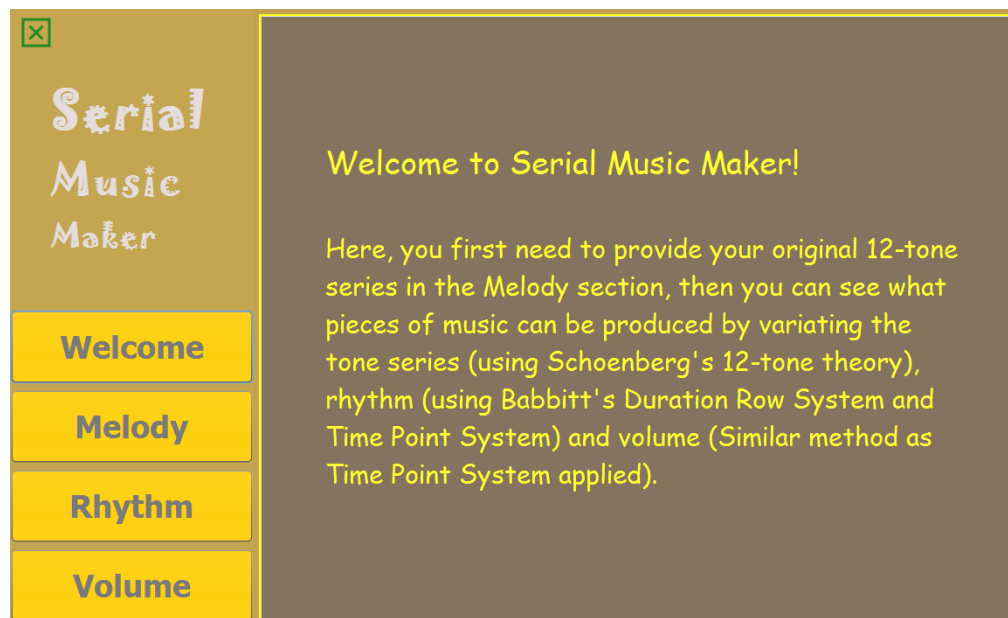 Serial
Music
Maker
Welcome
Melody
Rhythm
Volume
Welcome to Serial Music Maker!
Here, you first need to provide your original 12-tone
series in the Melody section, then you can see what
pieces of music can be produced by variating the
tone series (using Schoenberg's 12-tone theory),
rhythm (using Babbitt's Duration Row System and
Time Point System) and volume (Similar method as
Time Point System applied).